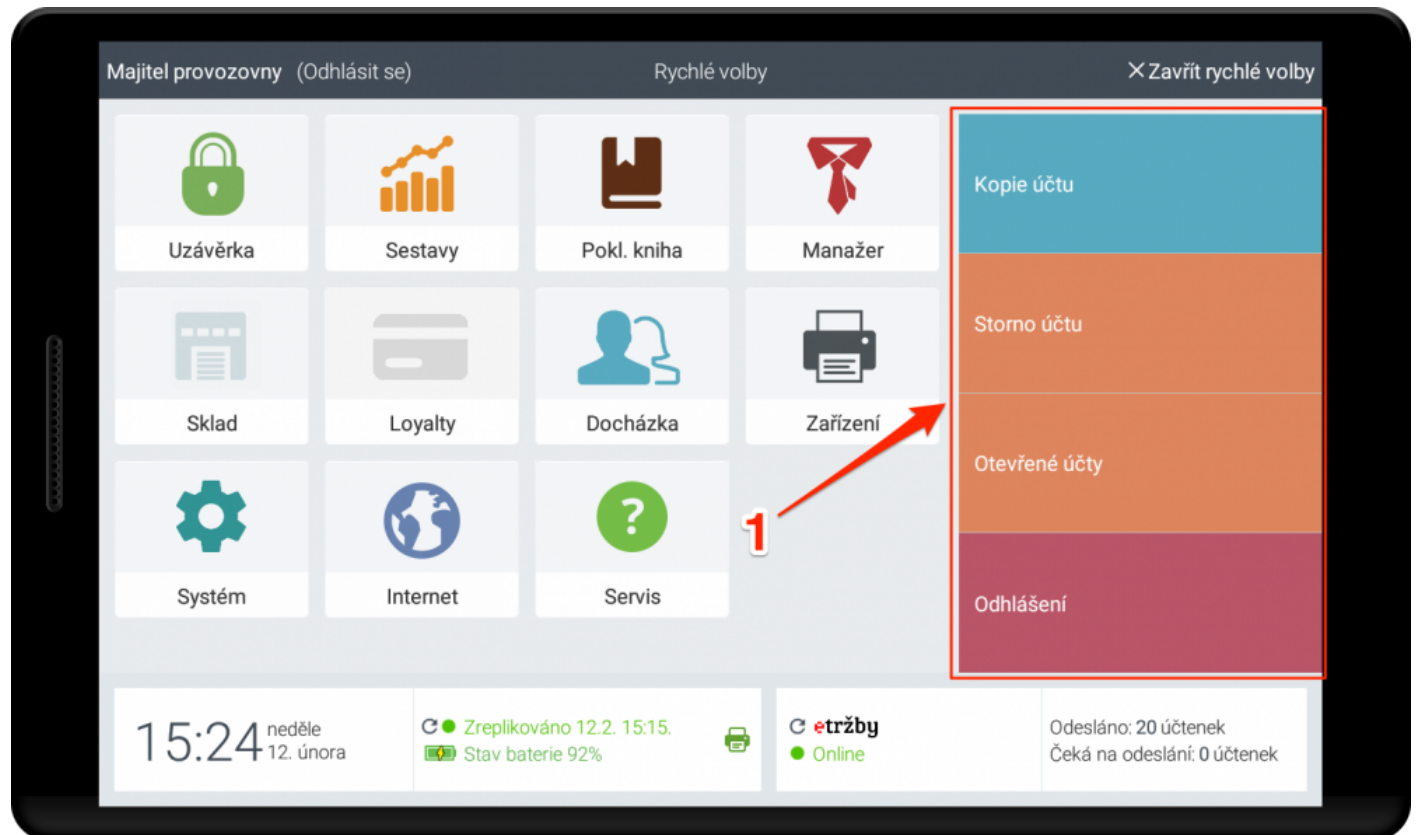 Majitel provozovny (Odhlásit se) Rychlé volby ×Zavřít rychlé volby
Uzávěrka Sestavy Pokl. kniha Manažer
Sklad Loyalty Docházka Zařízení
Systém Internet Servis
Kopie účtu
Storno účtu
Otevřené účty
Odhlášení
1
?
15:24 neděle
12. února
Zreplikováno 12.2. 15:15.
Stav baterie 92%
etržby
Online
Odesláno: 20 účtenek
Čeká na odeslání: 0 účtenek